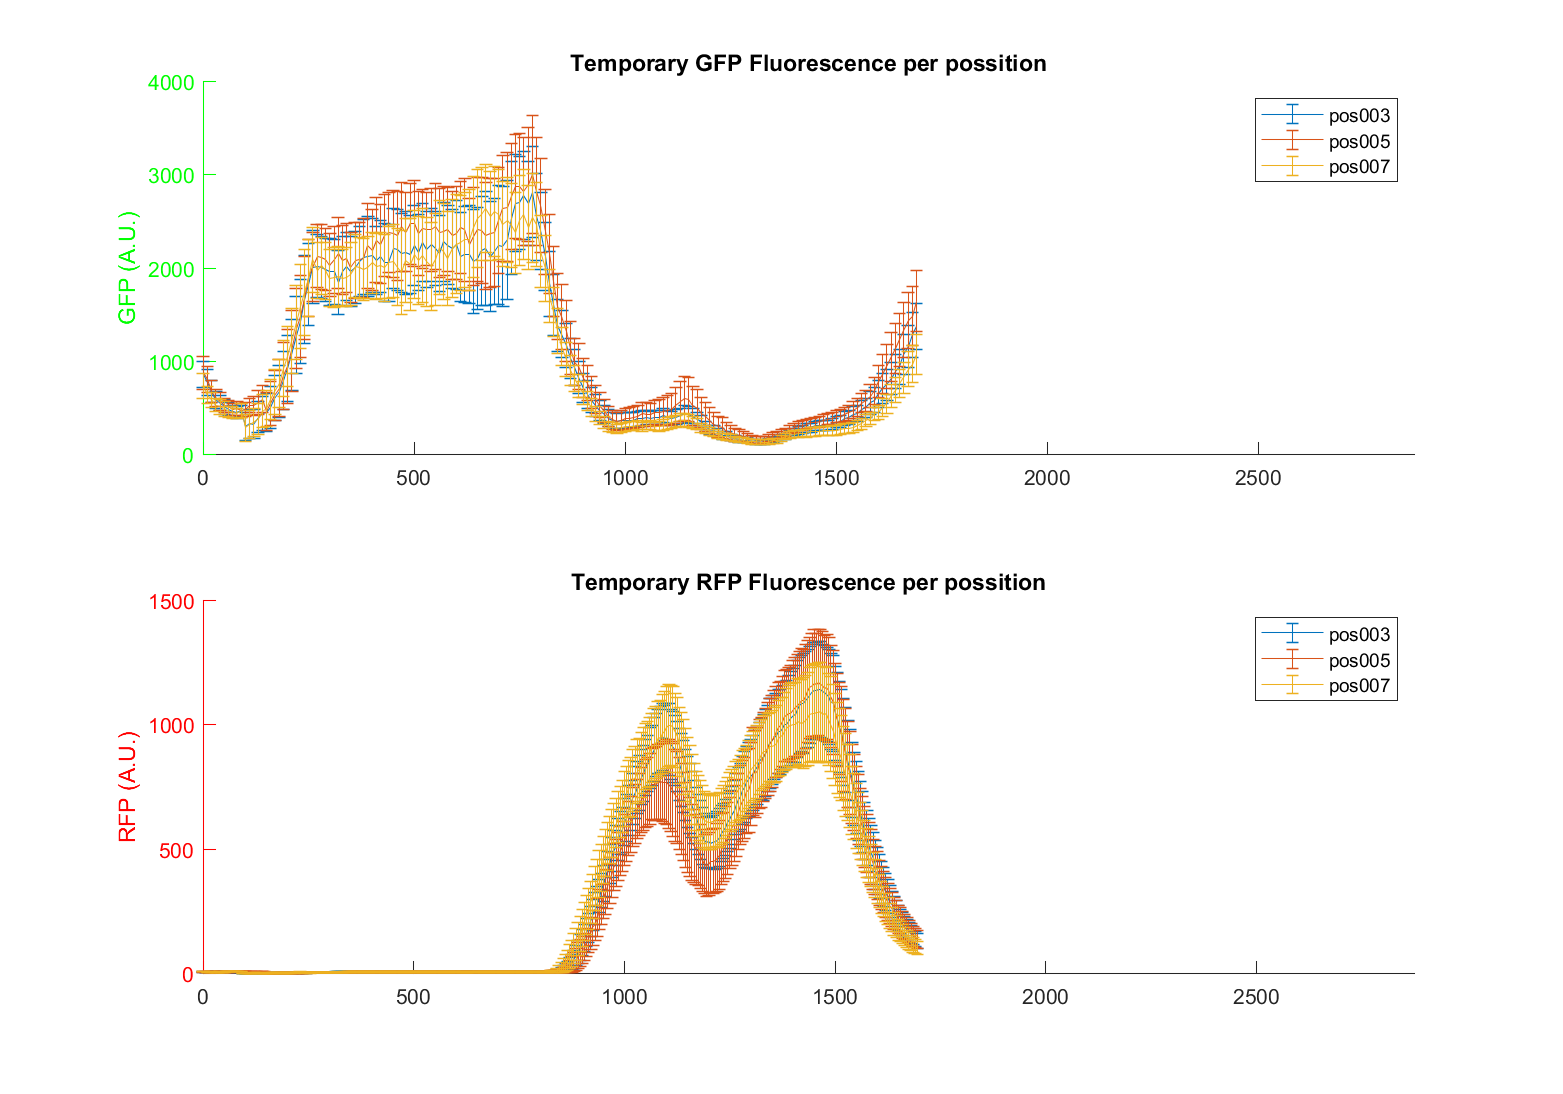 Temporary GFP Fluorescence per possition
4000
3000
2000
1000
0
GFP (A.U.)
0 500 1000 1500 2000 2500
pos003
pos005
pos007
Temporary RFP Fluorescence per possition
1500
1000
500
0
RFP (A.U.)
0 500 1000 1500 2000 2500
pos003
pos005
pos007